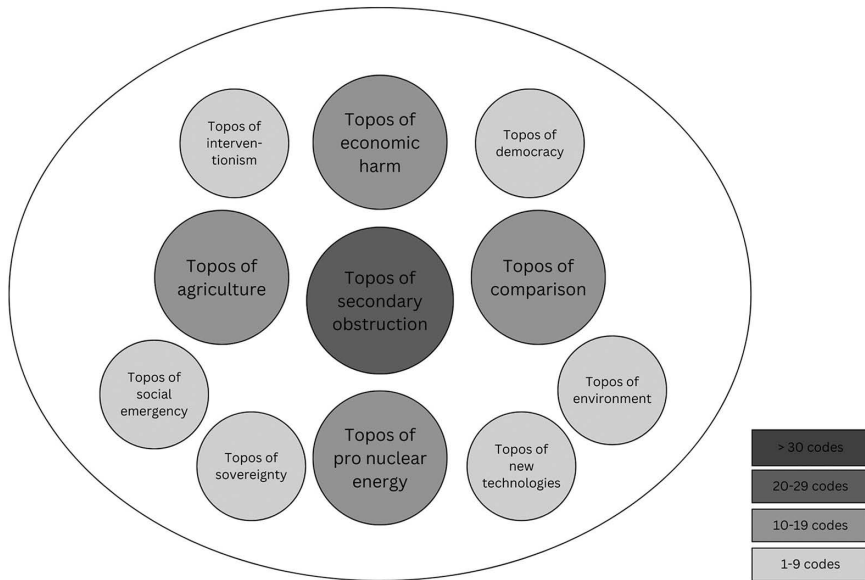 Topos of
interven-
tionism
Topos of
economic
harm
Topos of
democracy
Topos of
agriculture
Topos of
secondary
obstruction
Topos of
comparison
Topos of
social
emergency
Topos of
environment
Topos of
sovereignty
Topos of
pro nuclear
energy
Topos of
new
technologies
> 30 codes
20-29 codes
10-19 codes
1-9 codes